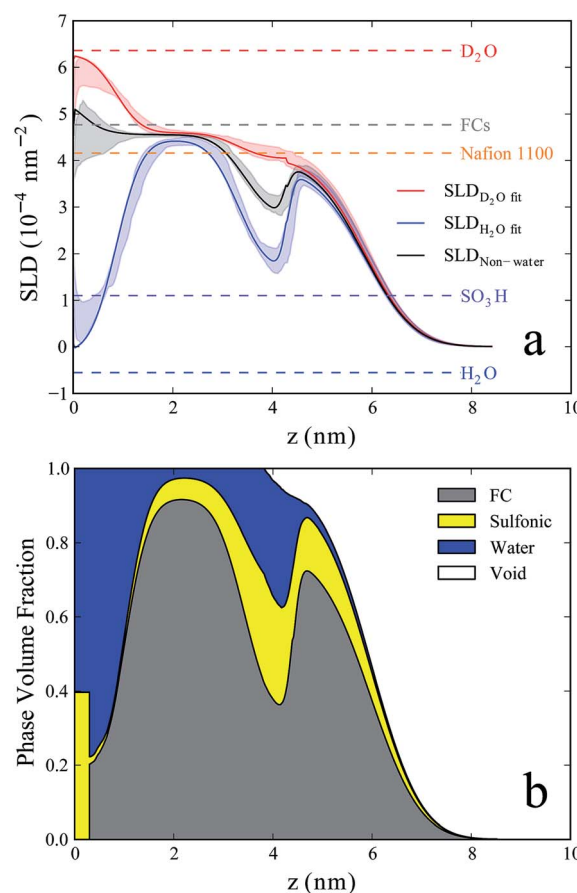 7
6
5
4
3
2
1
0
−1
SLD (10⁻⁴ nm⁻²)
D₂O
FCs
Nafion 1100
SLD_D₂O fit
SLD_H₂O fit
SLD_Non−water
SO₃H
H₂O
a
0 2 4 6 8 10
z (nm)
1.0
0.8
0.6
0.4
0.2
0.0
Phase Volume Fraction
FC
Sulfonic
Water
Void
b
0 2 4 6 8 10
z (nm)